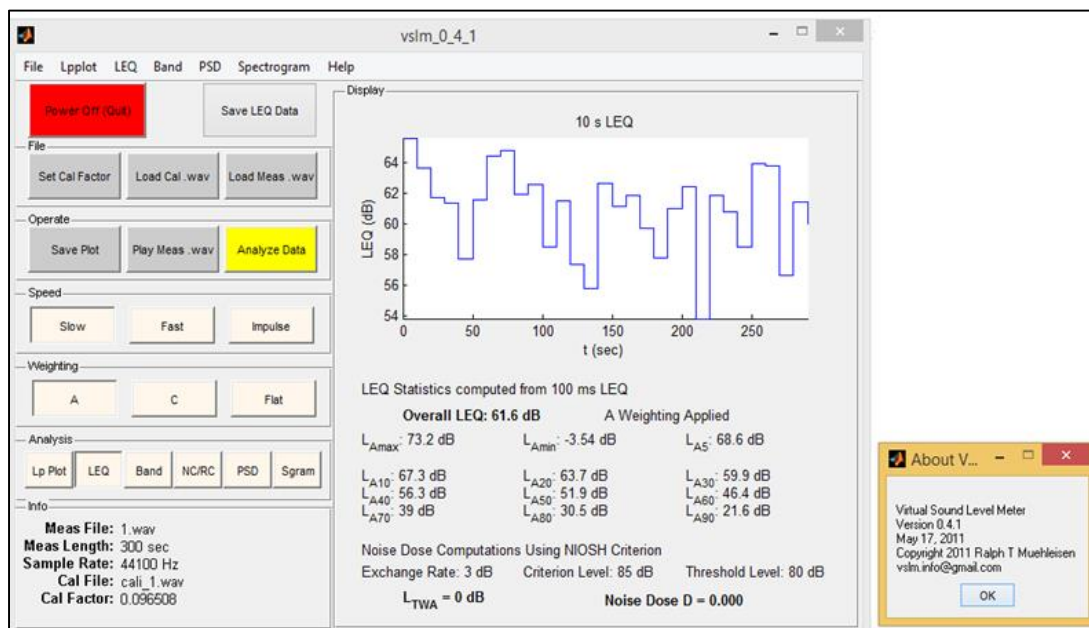 vslm_0_4_1
File Lpplot LEQ Band PSD Spectrogram Help
Power Off (Quit)
Save LEQ Data
File
Set Cal Factor
Load Cal .wav
Load Meas .wav
Operate
Save Plot
Play Meas .wav
Analyze Data
Speed
Slow
Fast
Impulse
Weighting
A
C
Flat
Analysis
Lp Plot
LEQ
Band
NC/RC
PSD
Sgram
Info
Meas File: 1.wav
Meas Length: 300 sec
Sample Rate: 44100 Hz
Cal File: cali_1.wav
Cal Factor: 0.096508
Display
10 s LEQ
LEQ (dB)
64
62
60
58
56
54
0 50 100 150 200 250
t (sec)
LEQ Statistics computed from 100 ms LEQ
Overall LEQ: 61.6 dB A Weighting Applied
LAmax: 73.2 dB LAmin: -3.54 dB LA5: 68.6 dB
LA10: 67.3 dB LA20: 63.7 dB LA30: 59.9 dB
LA40: 56.3 dB LA50: 51.9 dB LA60: 46.4 dB
LA70: 39 dB LA80: 30.5 dB LA90: 21.6 dB
Noise Dose Computations Using NIOSH Criterion
Exchange Rate: 3 dB Criterion Level: 85 dB Threshold Level: 80 dB
LTWA = 0 dB Noise Dose D = 0.000
About V...
Virtual Sound Level Meter
Version 0.4.1
May 17, 2011
Copyright 2011 Ralph T Muehleisen
vslm.info@gmail.com
OK